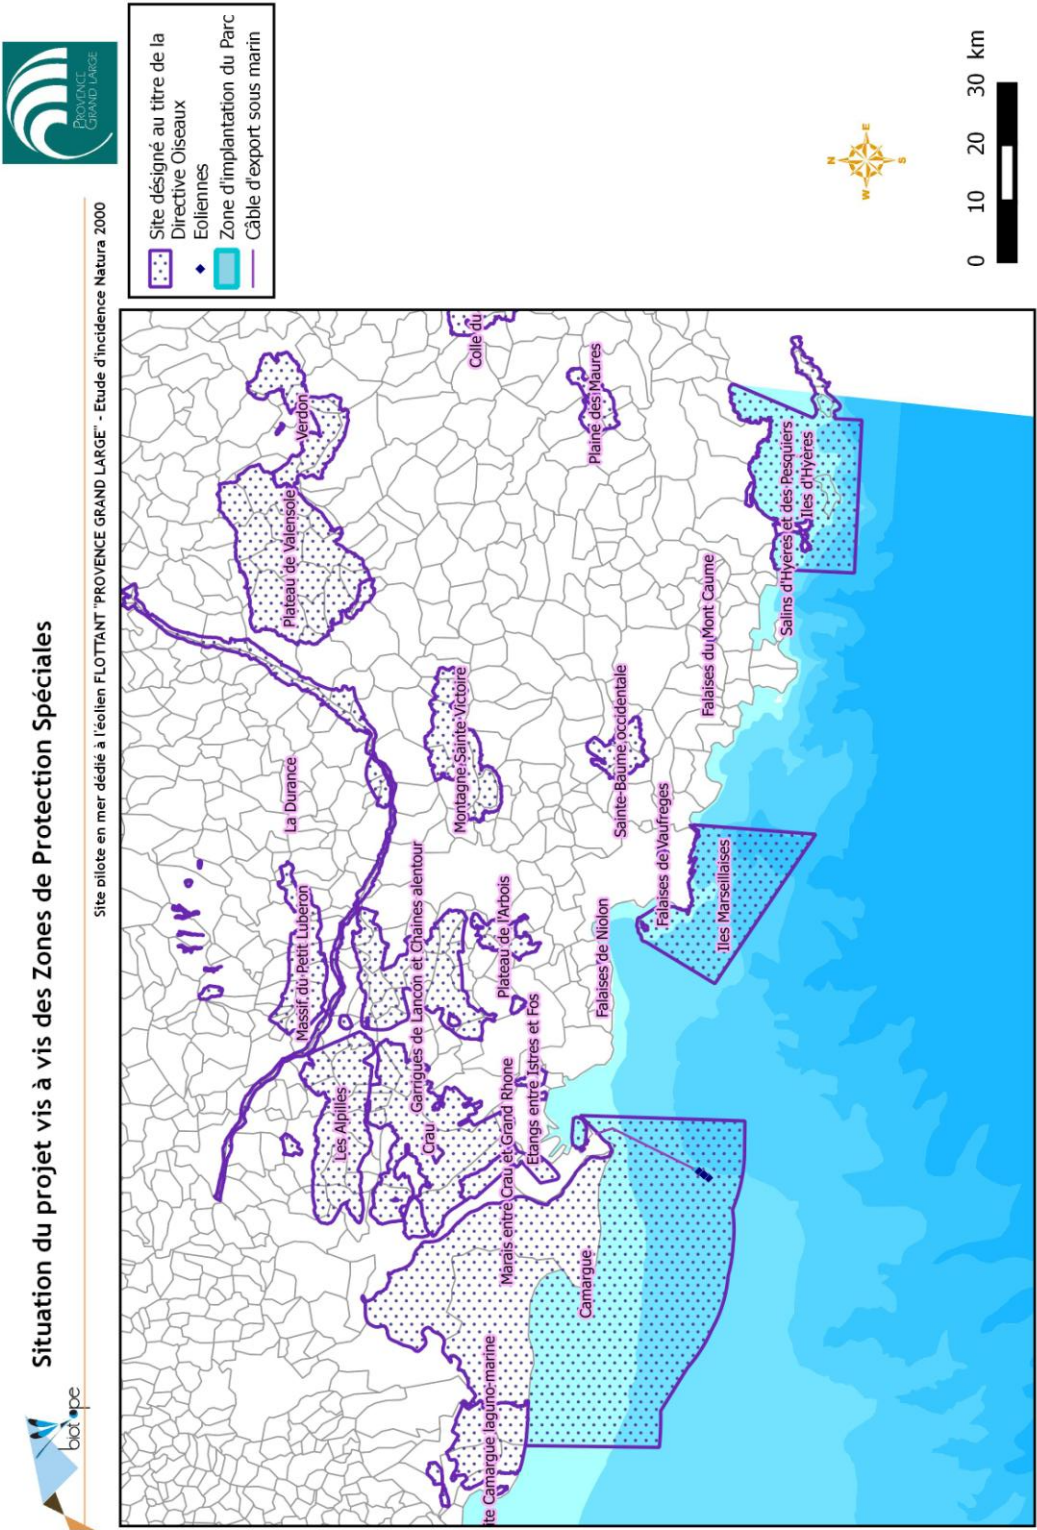 Situation du projet vis à vis des Zones de Protection Spéciales
biotope
PROVENCE
GRAND LARGE
Site pilote en mer dédié à l'éolien FLOTTANT "PROVENCE GRAND LARGE" - Etude d'incidence Natura 2000
Verdon
Plateau de Valensole
La Durance
Massif du Petit Luberon
Les Alpilles
Colle du
Montagne Sainte Victoire
Garrigues de Lançon et Chaines alentour
Crau
Plaine des Maures
Plateau de l'Arbois
Marais entre Crau et Grand Rhone
Etangs entre Istres et Fos
Sainte-Baume occidentale
Falaises de Niolon
Camargue
ite Camargue laguno-marine
Falaises du Mont Caume
Falaises de Vaufreges
Iles Marseillaises
Salins d'Hyères et des Pesquiers
Iles d'Hyères
Site désigné au titre de la
Directive Oiseaux
Eoliennes
Zone d'implantation du Parc
Câble d'export sous marin
N
W
E
S
0 10 20 30 km